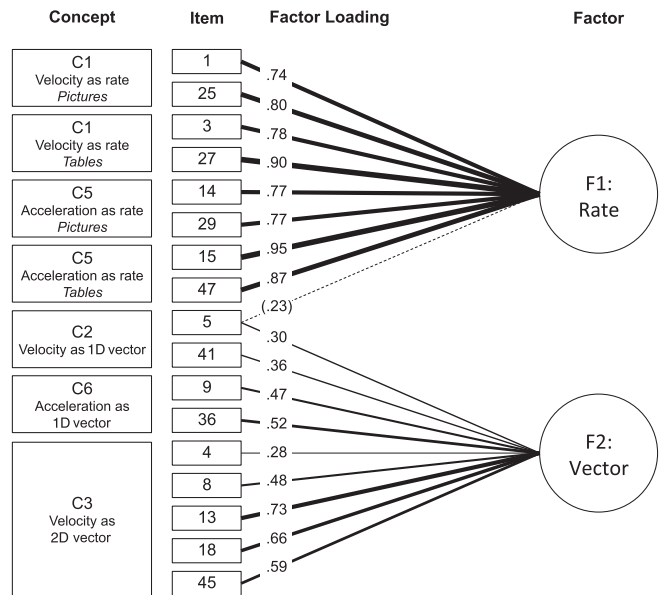 Concept Item Factor Loading Factor
C1
Velocity as rate
Pictures
1 .74
25 .80
C1
Velocity as rate
Tables
3 .78
27 .90
C5
Acceleration as rate
Pictures
14 .77
29 .77
C5
Acceleration as rate
Tables
15 .95
47 .87
F1:
Rate
C2
Velocity as 1D vector
(.23)
5 .30
41 .36
C6
Acceleration as
1D vector
9 .47
36 .52
C3
Velocity as
2D vector
4 .28
8 .48
13 .73
18 .66
45 .59
F2:
Vector